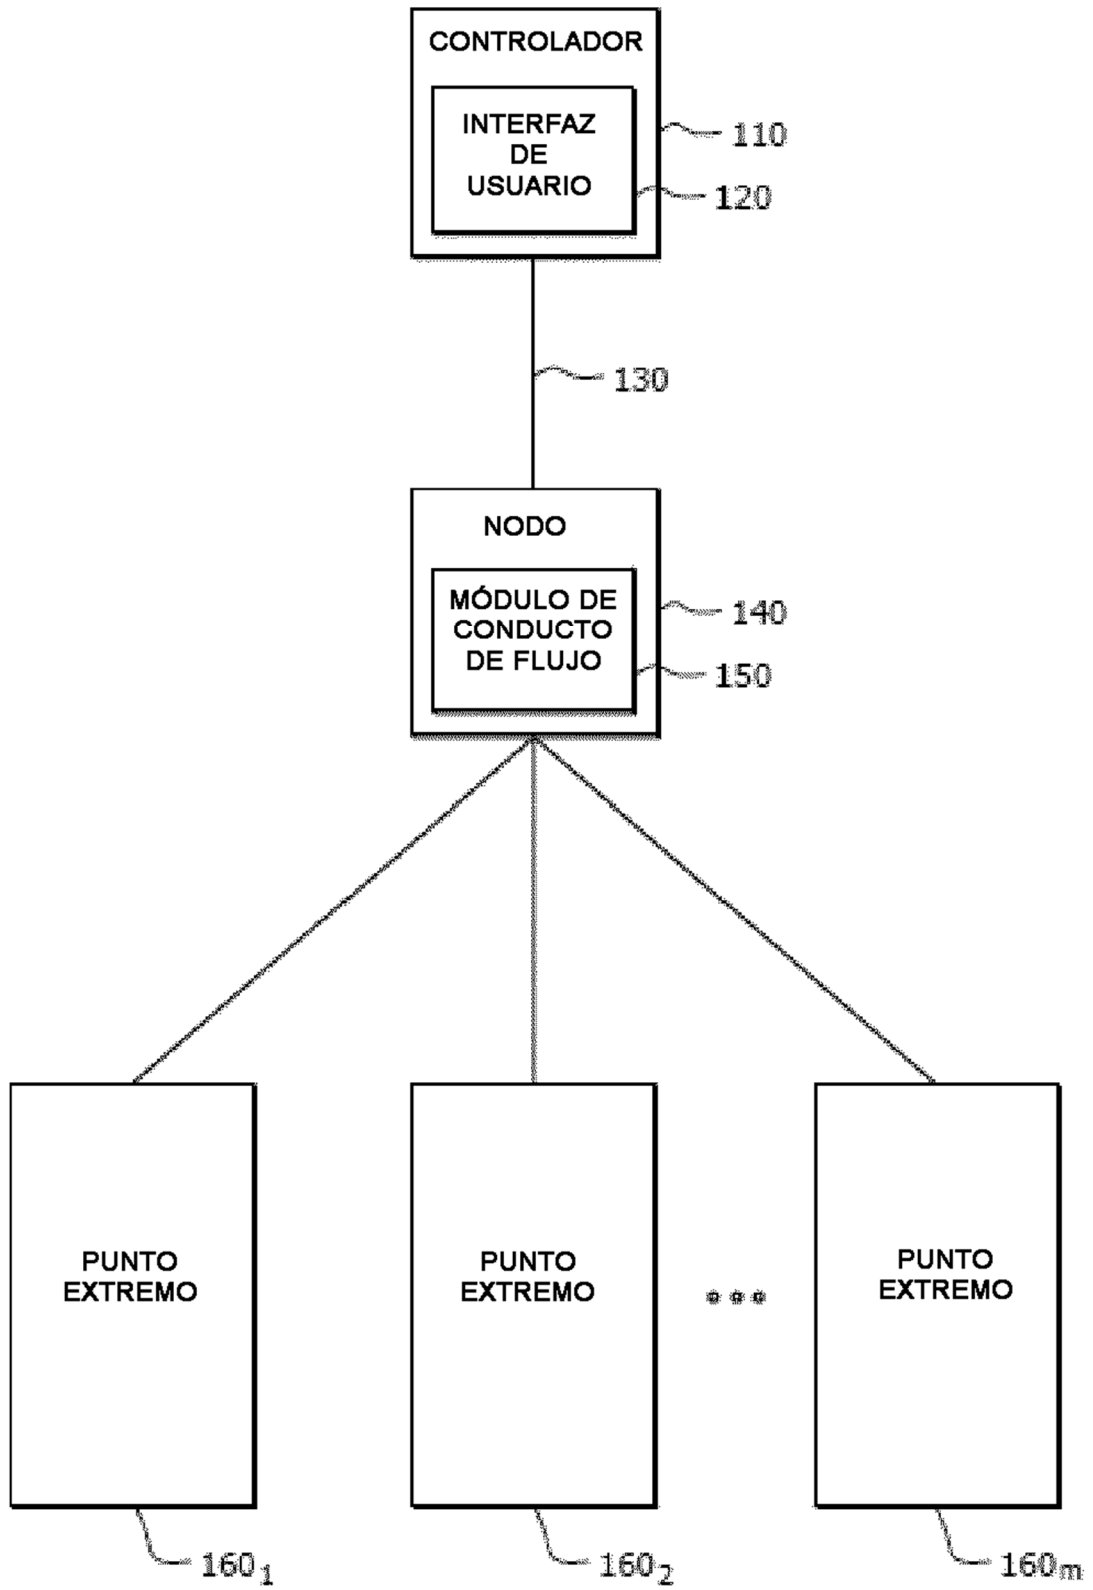 CONTROLADOR
INTERFAZ
DE
USUARIO
110
120
130
NODO
MÓDULO DE
CONDUCTO
DE FLUJO
140
150
PUNTO
EXTREMO
PUNTO
EXTREMO
PUNTO
EXTREMO
160₁
160₂
160ₘ